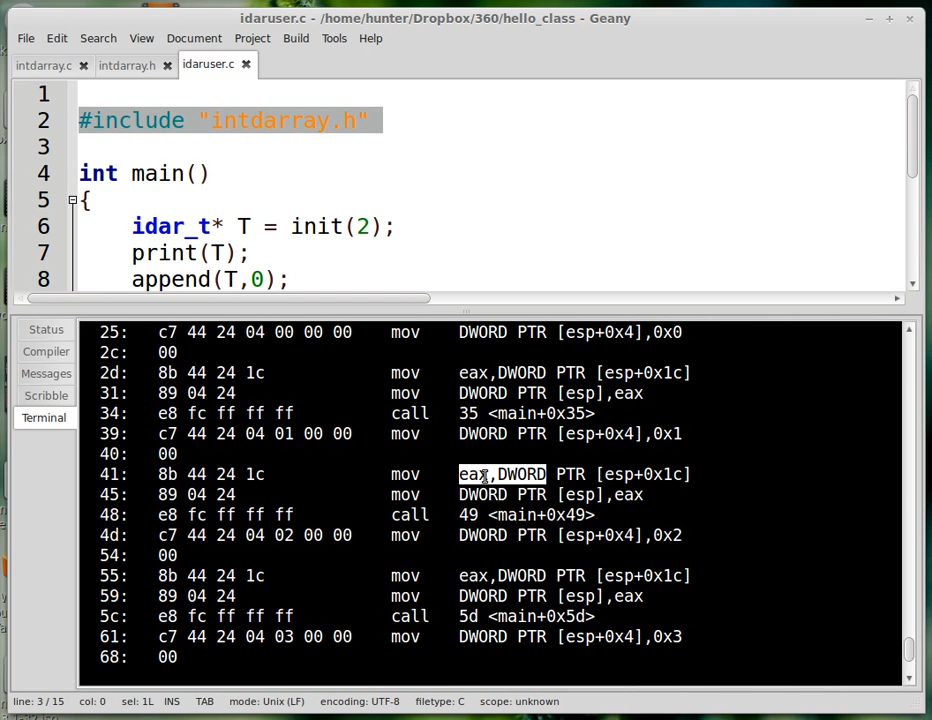 idaruser.c - /home/hunter/Dropbox/360/hello_class - Geany
File Edit Search View Document Project Build Tools Help
intdarray.c intdarray.h idaruser.c
1
2 #include "intdarray.h"
3
4 int main()
5 {
6 idar_t* T = init(2);
7 print(T);
8 append(T,0);
Status
Compiler
Messages
Scribble
Terminal
25: c7 44 24 04 00 00 00 mov DWORD PTR [esp+0x4],0x0
2c: 00
2d: 8b 44 24 1c mov eax,DWORD PTR [esp+0x1c]
31: 89 04 24 mov DWORD PTR [esp],eax
34: e8 fc ff ff ff call 35 <main+0x35>
39: c7 44 24 04 01 00 00 mov DWORD PTR [esp+0x4],0x1
40: 00
41: 8b 44 24 1c mov eax,DWORD PTR [esp+0x1c]
45: 89 04 24 mov DWORD PTR [esp],eax
48: e8 fc ff ff ff call 49 <main+0x49>
4d: c7 44 24 04 02 00 00 mov DWORD PTR [esp+0x4],0x2
54: 00
55: 8b 44 24 1c mov eax,DWORD PTR [esp+0x1c]
59: 89 04 24 mov DWORD PTR [esp],eax
5c: e8 fc ff ff ff call 5d <main+0x5d>
61: c7 44 24 04 03 00 00 mov DWORD PTR [esp+0x4],0x3
68: 00
line: 3 / 15 col: 0 sel: 1L INS TAB mode: Unix (LF) encoding: UTF-8 filetype: C scope: unknown